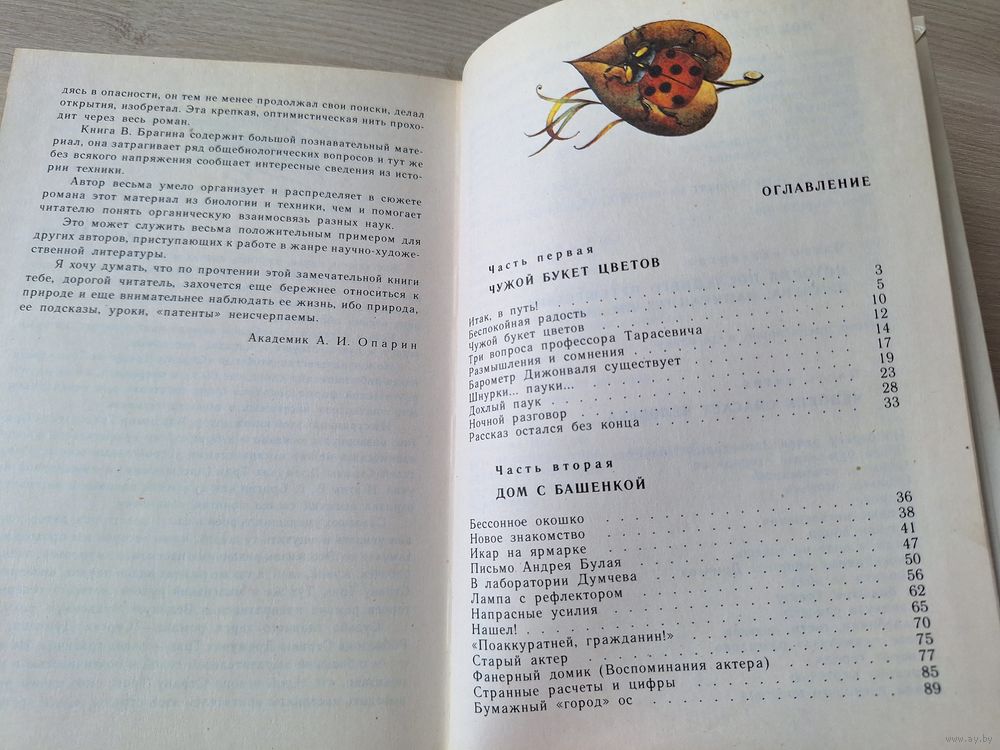 дясь в опасности, он тем не менее продолжал свои поиски, делал
открытия, изобретал. Эта крепкая, оптимистическая нить прохо-
дит через весь роман.
Книга В. Брагина содержит большой познавательный мате-
риал, она затрагивает ряд общебиологических вопросов и тут же
без всякого напряжения сообщает интересные сведения из исто-
рии техники.
Автор весьма умело организует и распределяет в сюжете
романа этот материал из биологии и техники, чем и помогает
читателю понять органическую взаимосвязь разных наук.
Это может служить весьма положительным примером для
других авторов, приступающих к работе в жанре научно-художе-
ственной литературы.
Я хочу думать, что по прочтении этой замечательной книги
тебе, дорогой читатель, захочется еще бережнее относиться к
природе и еще внимательнее наблюдать ее жизнь, ибо природа,
ее подсказы, уроки, «патенты» неисчерпаемы.
Академик А. И. Опарин
ОГЛАВЛЕНИЕ
Часть первая
ЧУЖОЙ БУКЕТ ЦВЕТОВ
Итак, в путь! 3
Беспокойная радость 5
Чужой букет цветов 10
Три вопроса профессора Тарасевича 12
Размышления и сомнения 14
Барометр Дижонваля существует 17
Шнурки... пауки... 19
Дохлый паук 23
Ночной разговор 28
Рассказ остался без конца 33
Часть вторая
ДОМ С БАШЕНКОЙ
Бессонное окошко 36
Новое знакомство 38
Икар на ярмарке 41
Письмо Андрея Булая 47
В лаборатории Думчева 50
Лампа с рефлектором 56
Напрасные усилия 62
Нашел! 65
«Поаккуратней, гражданин!» 70
Старый актер 75
Фанерный домик (Воспоминания актера) 77
Странные расчеты и цифры 85
Бумажный «город» ос 89
www.ay.by